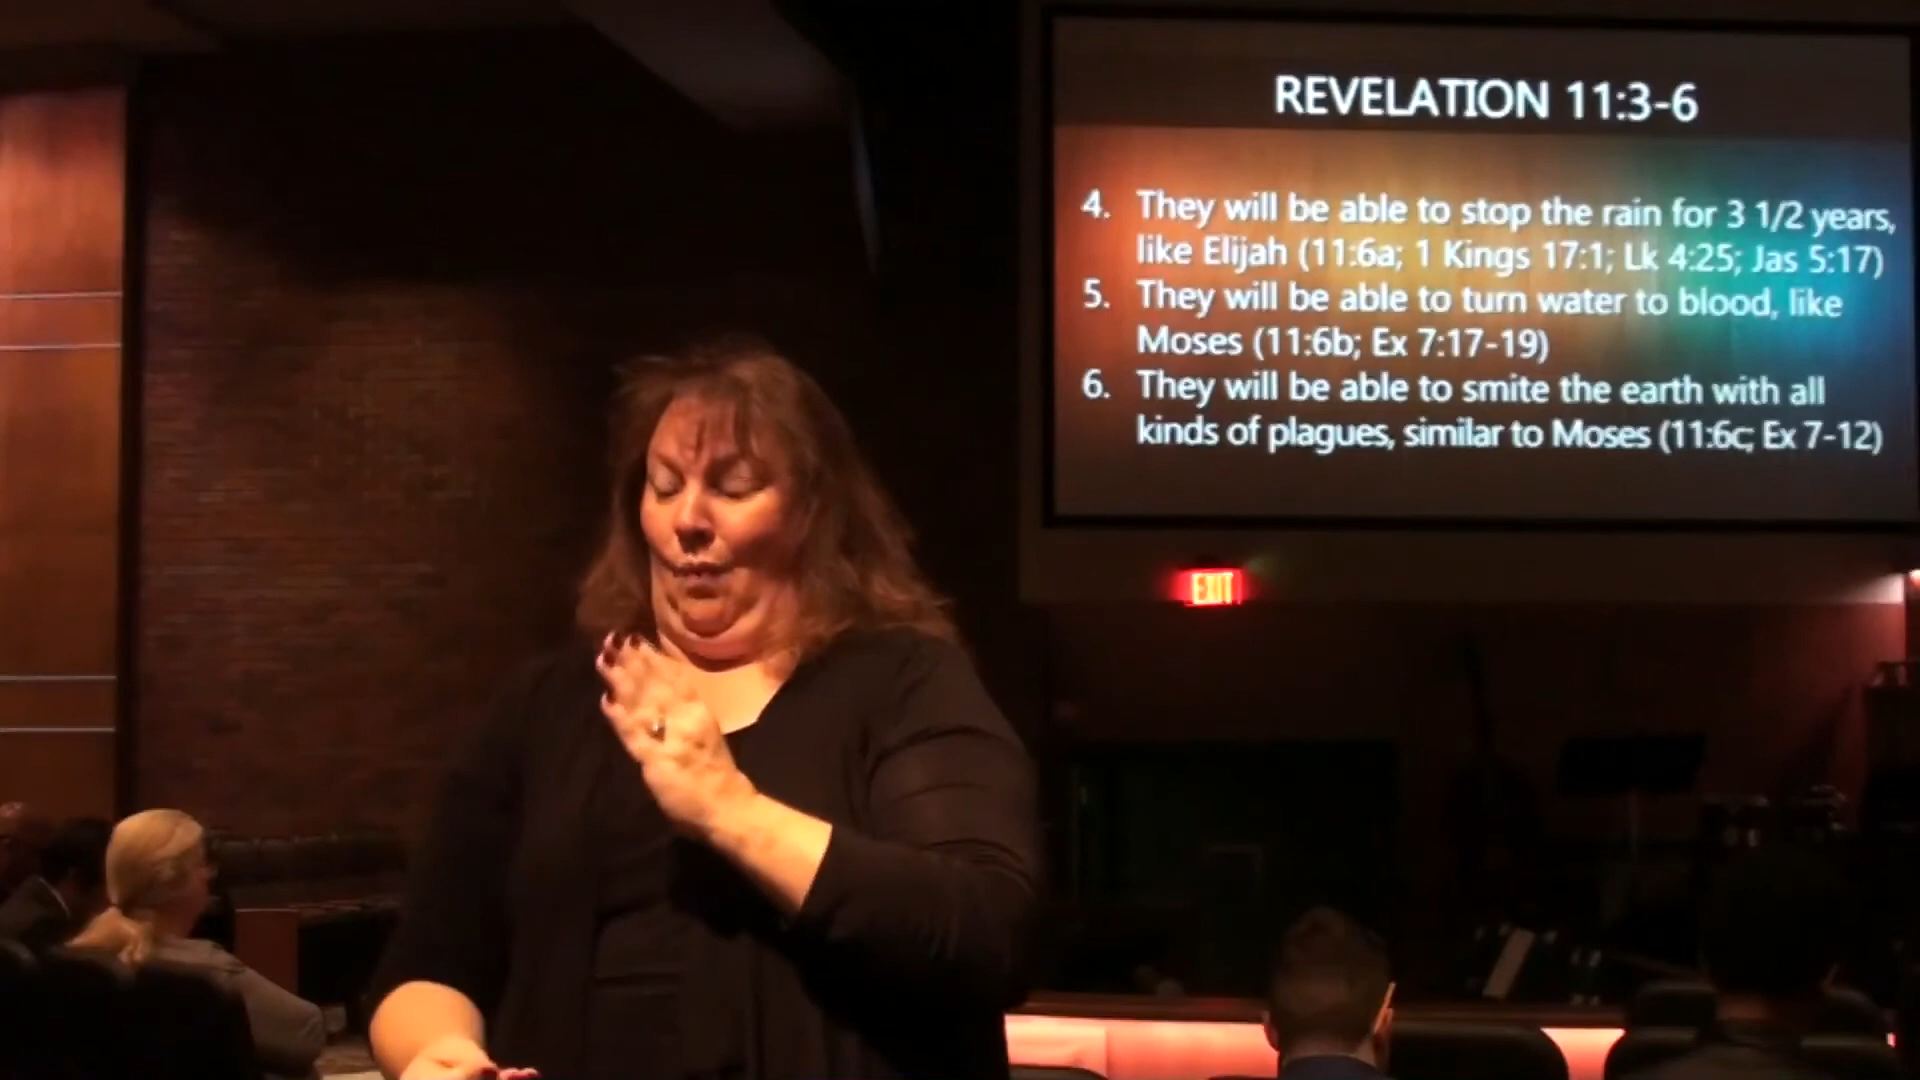 REVELATION 11:3-6
4. They will be able to stop the rain for 3 1/2 years,
like Elijah (11:6a; 1 Kings 17:1; Lk 4:25; Jas 5:17)
5. They will be able to turn water to blood, like
Moses (11:6b; Ex 7:17-19)
6. They will be able to smite the earth with all
kinds of plagues, similar to Moses (11:6c; Ex 7-12)
EXIT